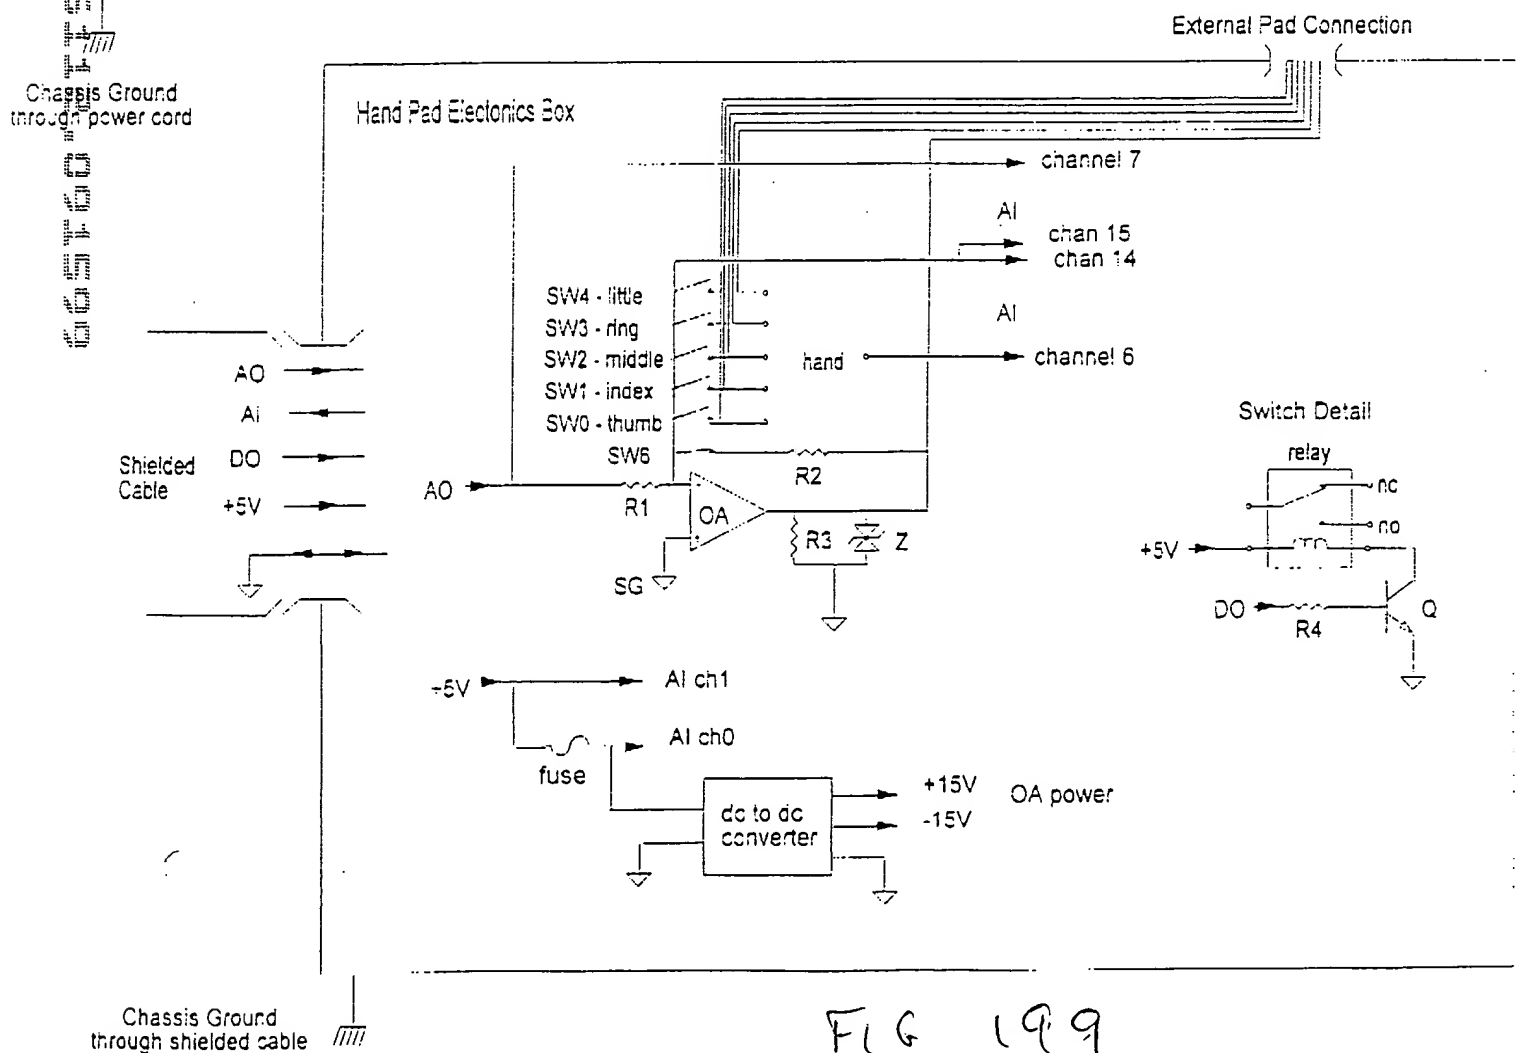 External Pad Connection
Chassis Ground
through power cord
Hand Pad Electonics Box
channel 7
AI
chan 15
chan 14
SW4 - little
SW3 - ring
AI
SW2 - middle
hand
channel 6
SW1 - index
SW0 - thumb
SW6
R2
AO
Ai
DO
+5V
Shielded
Cable
AO
R1
OA
R3
Z
SG
Switch Detail
relay
nc
no
+5V
DO
R4
Q
+5V
AI ch1
AI ch0
fuse
dc to dc
converter
+15V
-15V
OA power
Chassis Ground
through shielded cable
FIG 199